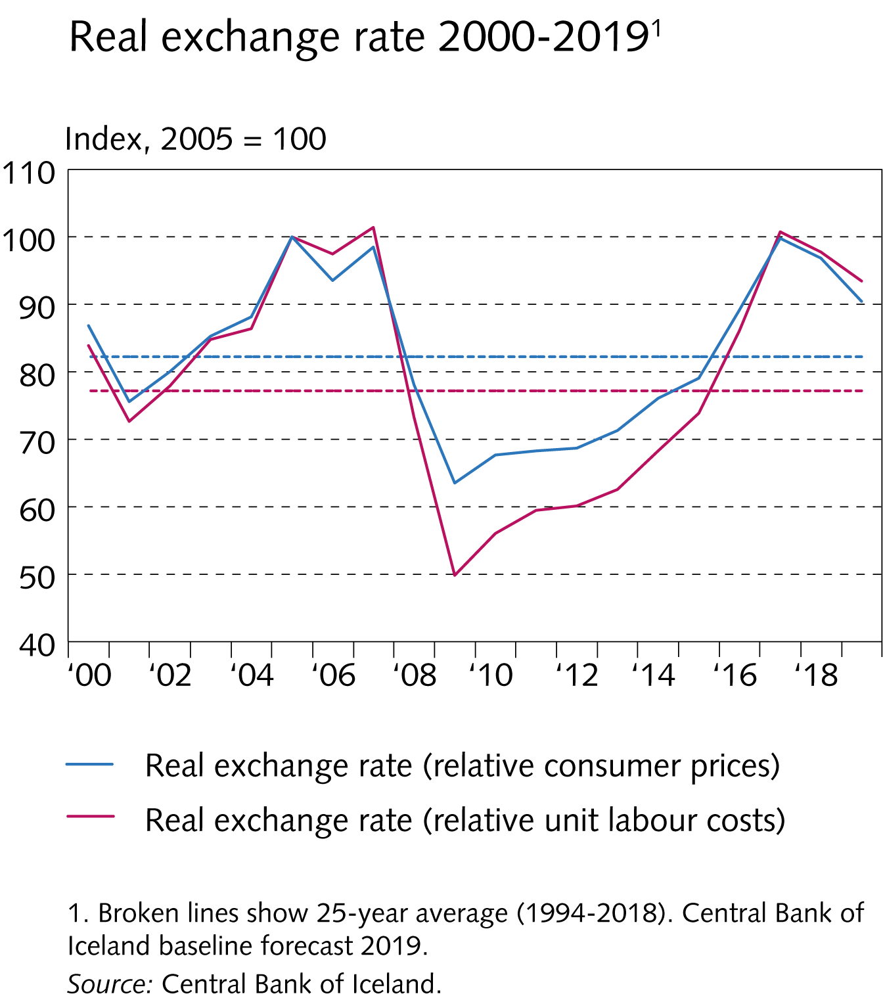 Real exchange rate 2000-2019¹
Index, 2005 = 100
110
100
90
80
70
60
50
40
‘00 ‘02 ‘04 ‘06 ‘08 ‘10 ‘12 ‘14 ‘16 ‘18
Real exchange rate (relative consumer prices)
Real exchange rate (relative unit labour costs)
1. Broken lines show 25-year average (1994-2018). Central Bank of
Iceland baseline forecast 2019.
Source: Central Bank of Iceland.